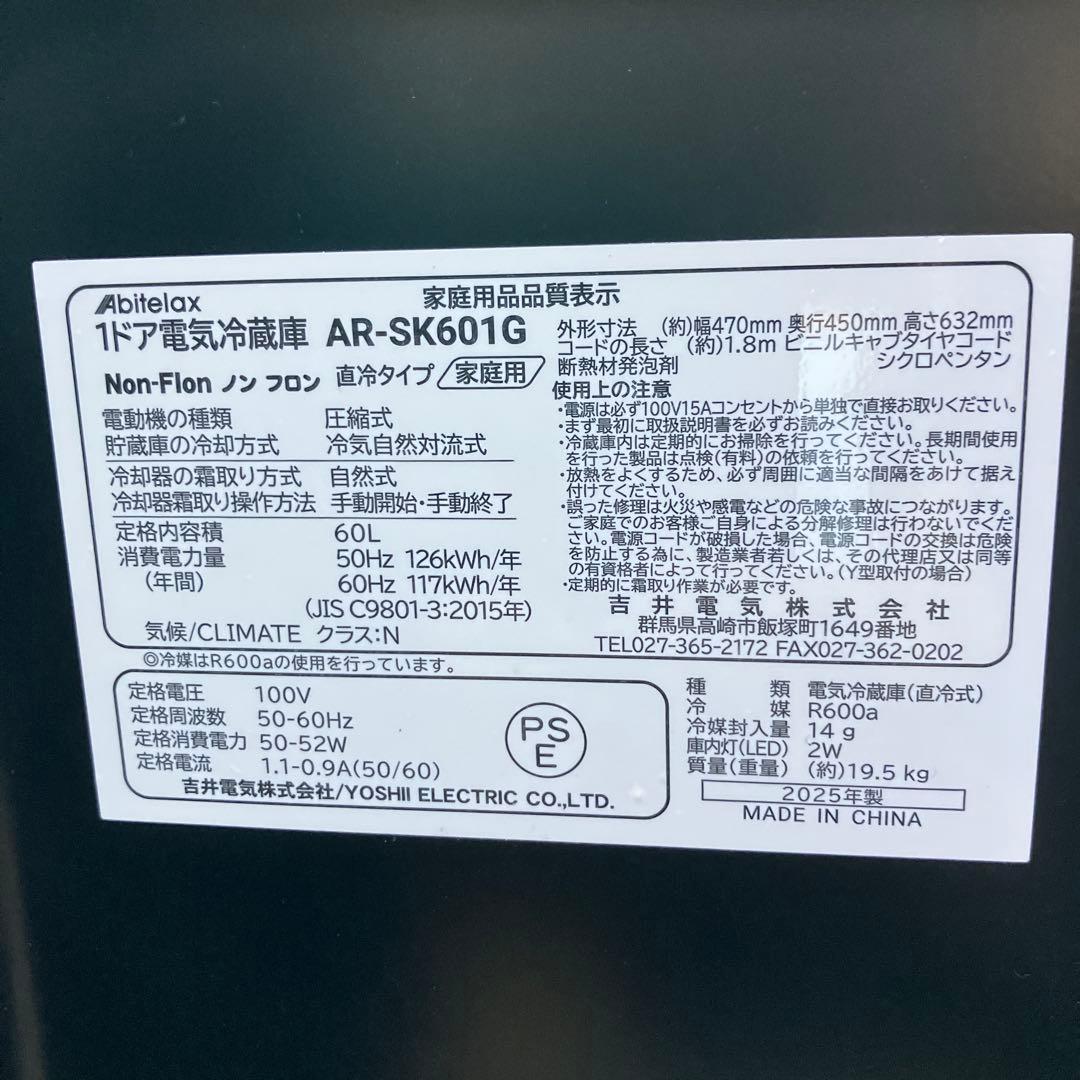 Abitelax
家庭用品品質表示
1ドア電気冷蔵庫 AR-SK601G
Non-Flon ノン フロン 直冷タイプ 家庭用
電動機の種類 圧縮式
貯蔵庫の冷却方式 冷気自然対流式
冷却器の霜取り方式 自然式
冷却器霜取り操作方法 手動開始・手動終了
定格内容積 60L
消費電力量 50Hz 126kWh/年
(年間) 60Hz 117kWh/年
(JIS C9801-3:2015年)
気候/CLIMATE クラス:N
外形寸法 (約)幅470mm 奥行450mm 高さ632mm
コードの長さ (約)1.8m ビニルキャブタイヤコード
断熱材発泡剤 シクロペンタン
使用上の注意
・電源は必ず100V15Aコンセントから単独で直接お取りください。
・まず最初に取扱説明書を必ずお読みください。
・冷蔵庫内は定期的にお掃除を行ってください。長期間使用
を行った製品は点検(有料)の依頼を行ってください。
・放熱をよくするため、必ず周囲に適当な間隔をあけて据え
付けてください。
・誤った修理は火災や感電などの危険な事故につながります。
ご家庭でのお客様ご自身による分解修理は行わないでくだ
さい。電源コードが破損した場合、電源コードの交換は危険
を防止する為に、製造業者若しくは、その代理店又は同等
の有資格者によって行ってください。(Y型取付の場合)
・定期的に霜取り作業が必要です。
吉井電気株式会社
群馬県高崎市飯塚町1649番地
TEL027-365-2172 FAX027-362-0202
◎冷媒はR600aの使用を行っています。
定格電圧 100V
定格周波数 50-60Hz
定格消費電力 50-52W
定格電流 1.1-0.9A(50/60)
PS
E
吉井電気株式会社/YOSHII ELECTRIC CO.,LTD.
種類 電気冷蔵庫(直冷式)
冷媒 R600a
冷媒封入量 14 g
庫内灯(LED) 2W
質量(重量) (約)19.5 kg
2025年製
MADE IN CHINA